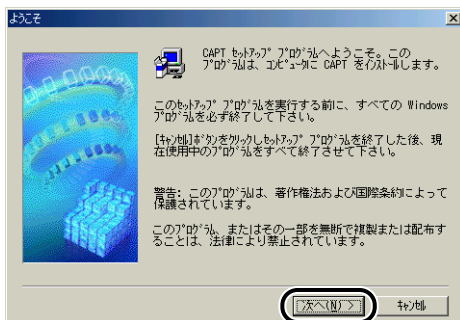 ようこそ
CAPT ｾｯﾄｱｯﾌﾟ ﾌﾟﾛｸﾞﾗﾑへようこそ。この
ﾌﾟﾛｸﾞﾗﾑは、ｺﾝﾋﾟｭｰﾀに CAPT をｲﾝｽﾄｰﾙします。
このｾｯﾄｱｯﾌﾟ ﾌﾟﾛｸﾞﾗﾑを実行する前に、すべての Windows
ﾌﾟﾛｸﾞﾗﾑを必ず終了して下さい。
[ｷｬﾝｾﾙ]ﾎﾞﾀﾝをｸﾘｯｸしｾｯﾄｱｯﾌﾟ ﾌﾟﾛｸﾞﾗﾑを終了した後、現
在使用中のﾌﾟﾛｸﾞﾗﾑをすべて終了させて下さい。
警告: このﾌﾟﾛｸﾞﾗﾑは、著作権法および国際条約によって
保護されています。
このﾌﾟﾛｸﾞﾗﾑ、またはその一部を無断で複製または配布す
ることは、法律により禁止されています。
次へ(N) > ｷｬﾝｾﾙ